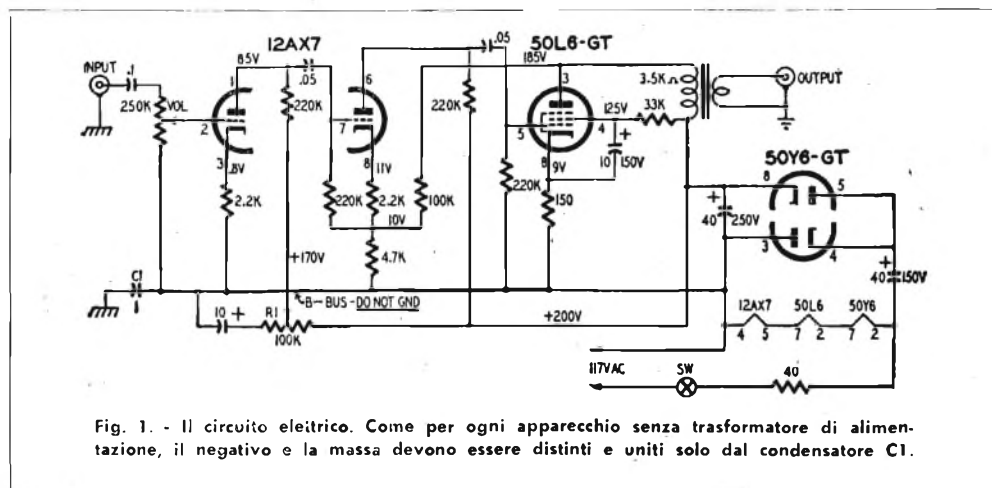 12AX7
50L6-GT
INPUT
.1
250K
VOL
2
1
85V
.05
220K
3
.8V
2.2K
6
7
8
11V
220K
2.2K
10V
100K
4.7K
.05
220K
185V
3
5
4
8
9V
125V
+
10
150V
150
220K
3.5K Ω
33K
OUTPUT
50Y6-GT
8
5
3
4
+
40
250V
+
40
150V
C1
.1
+170V
B- BUS - DO NOT GND
10 +
R1
100K
+200V
12AX7 50L6 50Y6
4 5 7 2 7 2
117VAC
SW
40
Fig. 1. - Il circuito elettrico. Come per ogni apparecchio senza trasformatore di alimen-
tazione, il negativo e la massa devono essere distinti e uniti solo dal condensatore C1.